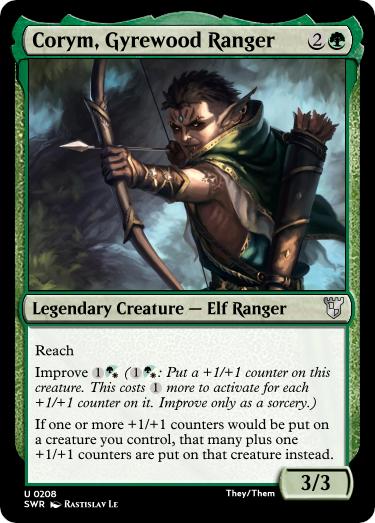 Corym, Gyrewood Ranger 2
Legendary Creature — Elf Ranger
Reach
Improve 1 (1: Put a +1/+1 counter on this
creature. This costs 1 more to activate for each
+1/+1 counter on it. Improve only as a sorcery.)
If one or more +1/+1 counters would be put on
a creature you control, that many plus one
+1/+1 counters are put on that creature instead.
3/3
U 0208
SWR Rastislav Le
They/Them